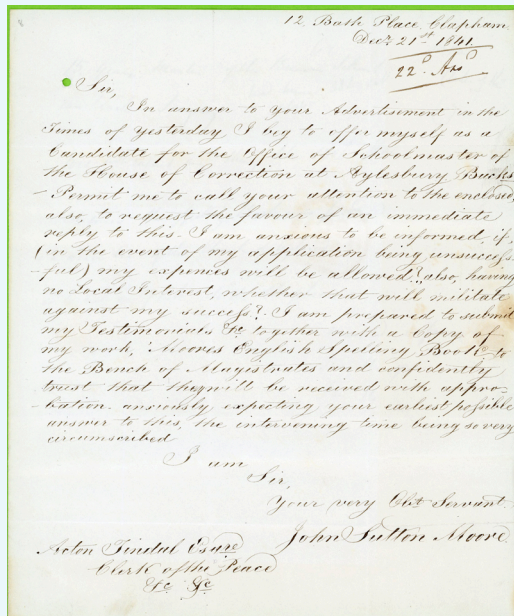 12 Bath Place, Clapham
Decr 21st 1841.
22d Ansd
Sir,
In answer to your Advertisement in the
Times of yesterday, I beg to offer myself as a
Candidate for the Office of Schoolmaster of
the House of Correction at Aylesbury Bucks
- Permit me to call your attention to the enclosed,
also, to request the favour of an immediate
reply to this. I am anxious to be informed, if,
(in the event of my application being unsuccess
-ful) my expences will be allowed? also, having
no Local Interest, whether that will militate
against my success? I am prepared to submit
my Testimonials &c together with a Copy of
my work, "Moores English Spelling Book" to
the Bench of Magistrates and confidently
trust that they will be received with appro-
-bation. anxiously expecting your earliest possible
answer to this, the intervening time being so very
circumscribed
I am
Sir,
Your very Obt Servant.
John Sutton Moore
Acton Tindal Esqre
Clerk of the Peace
&c &c